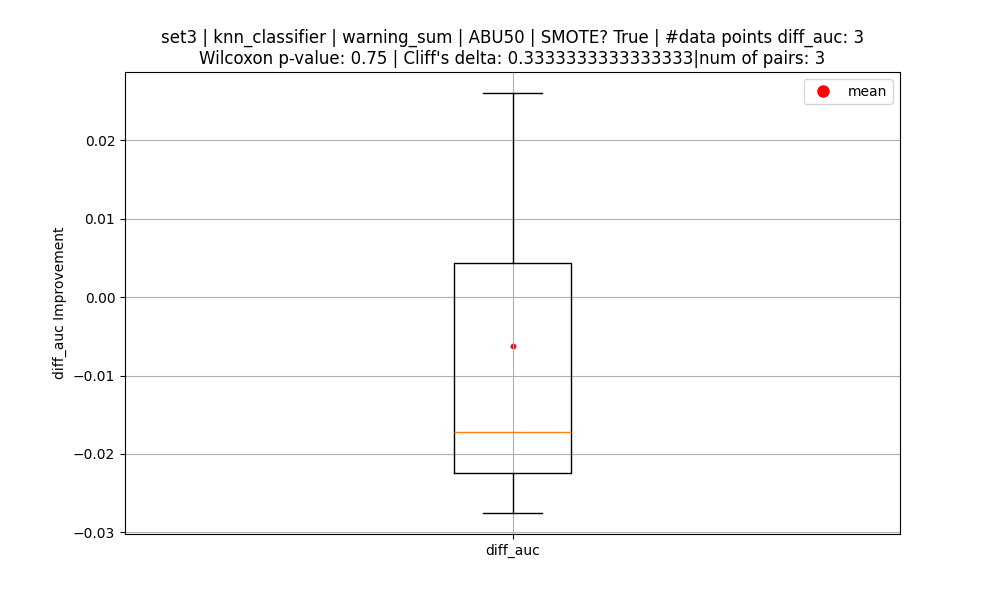 set3 | knn_classifier | warning_sum | ABU50 | SMOTE? True | #data points diff_auc: 3
Wilcoxon p-value: 0.75 | Cliff's delta: 0.3333333333333333|num of pairs: 3
mean
0.02
0.01
0.00
−0.01
−0.02
−0.03
diff_auc Improvement
diff_auc